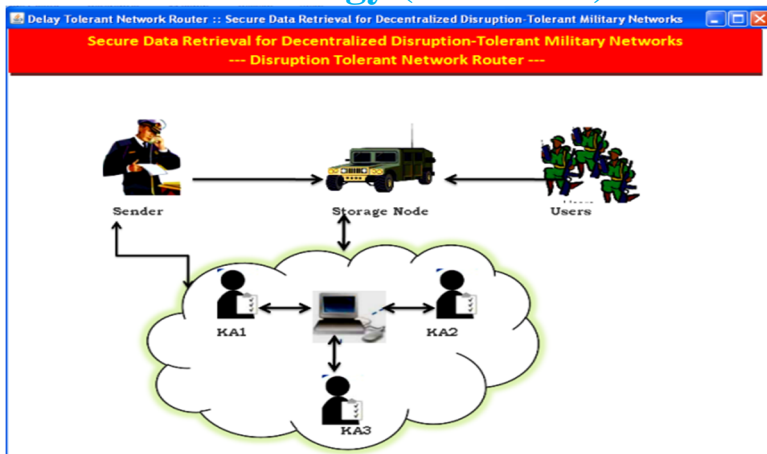 Delay Tolerant Network Router :: Secure Data Retrieval for Decentralized Disruption-Tolerant Military Networks
Secure Data Retrieval for Decentralized Disruption-Tolerant Military Networks
--- Disruption Tolerant Network Router ---
Sender
Storage Node
Users
KA1
KA2
KA3